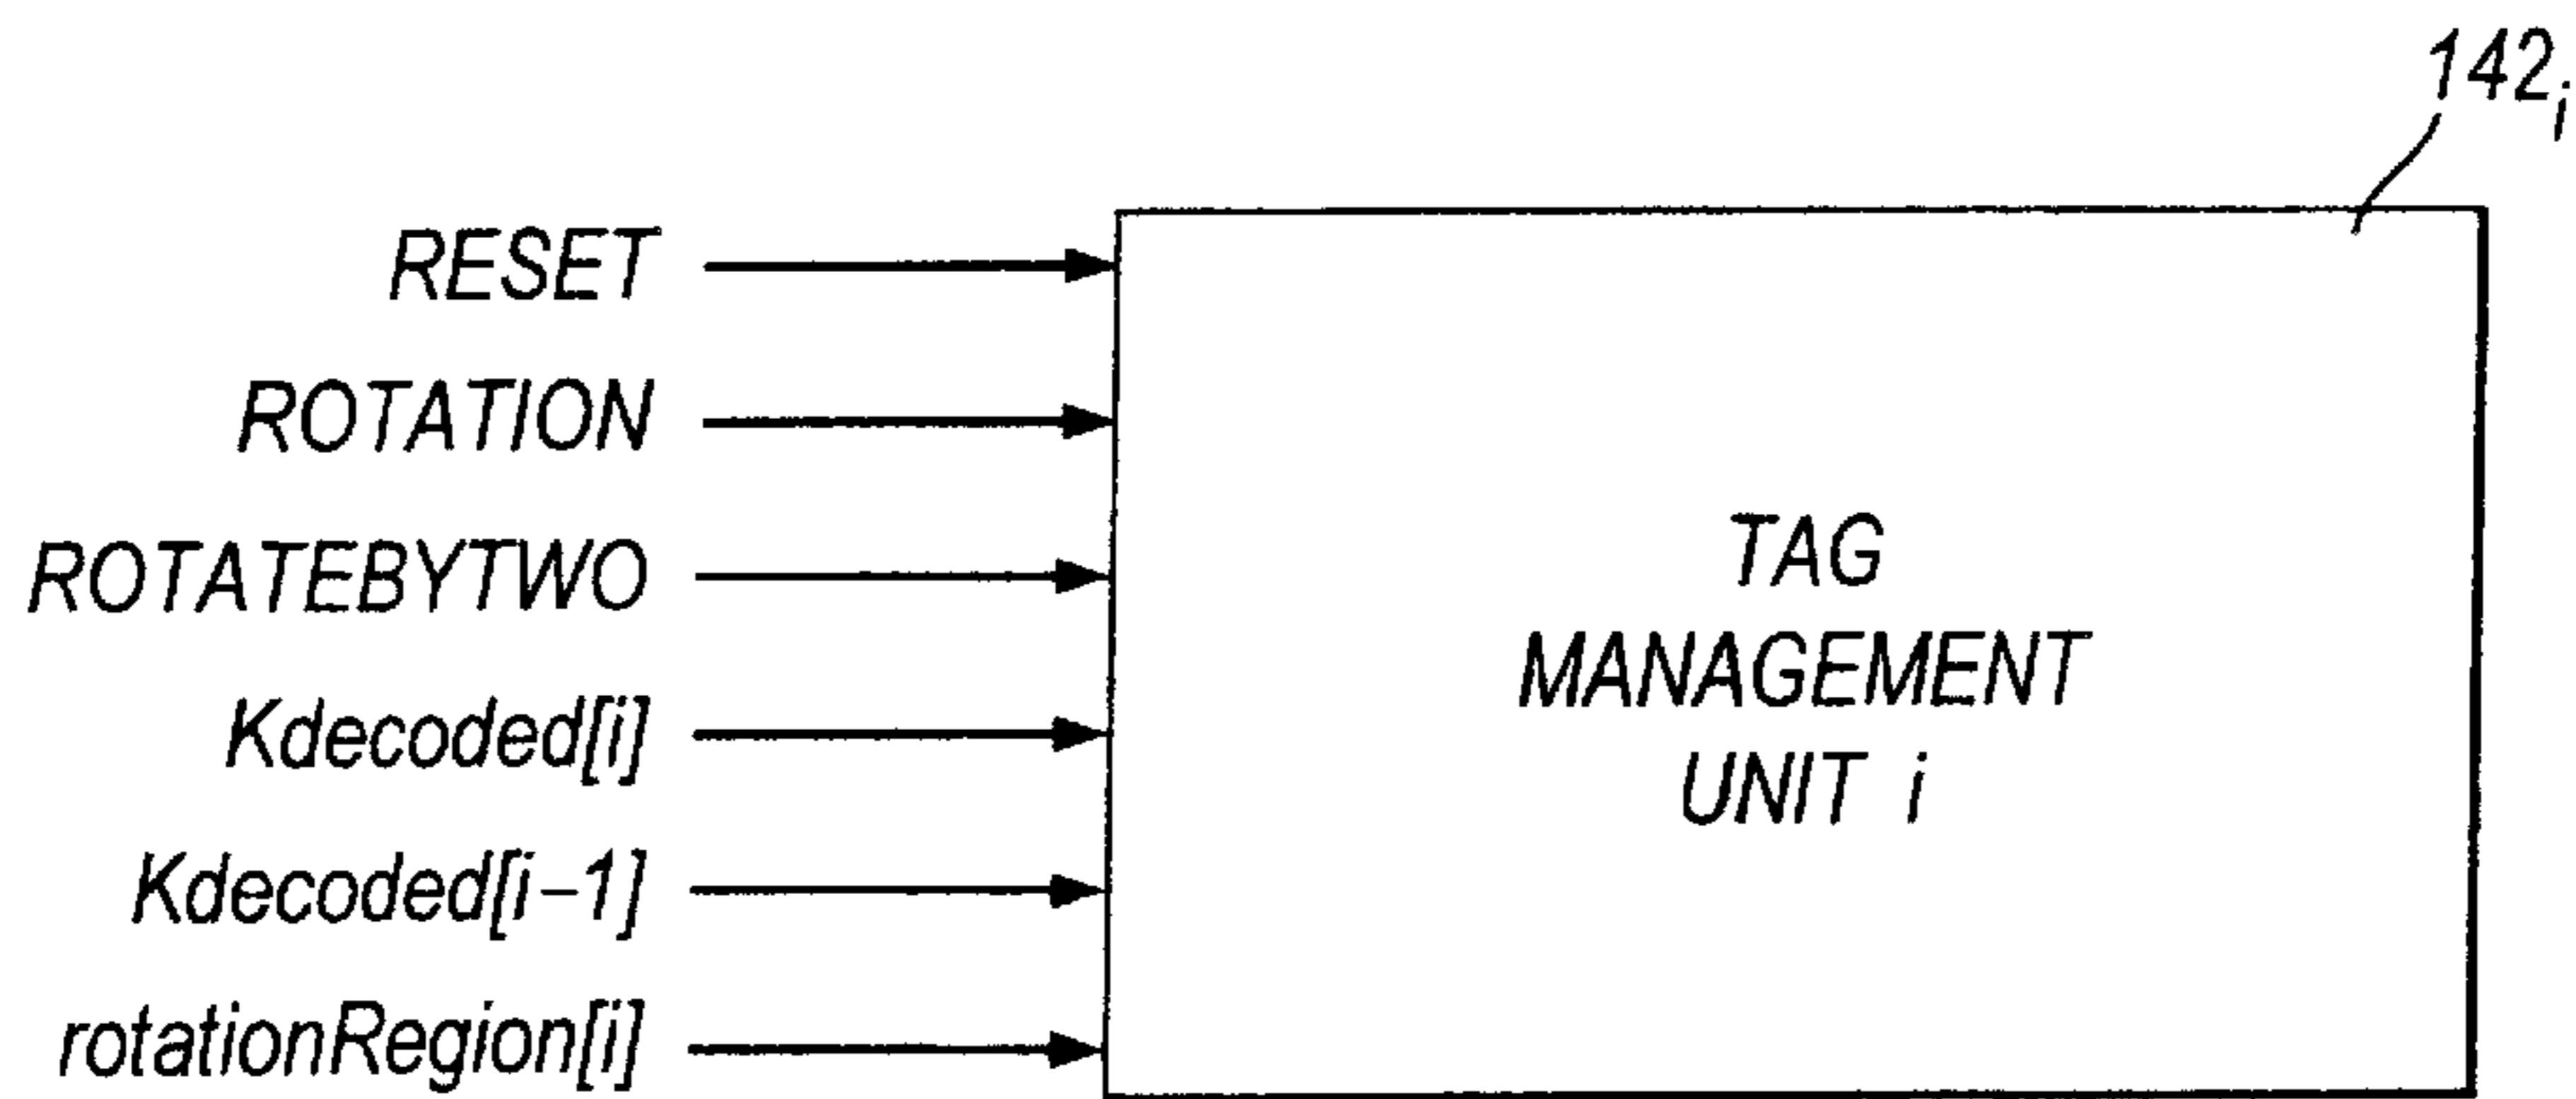 142i
RESET
ROTATION
ROTATEBYTWO
Kdecoded[i]
Kdecoded[i-1]
rotationRegion[i]
TAG
MANAGEMENT
UNIT i